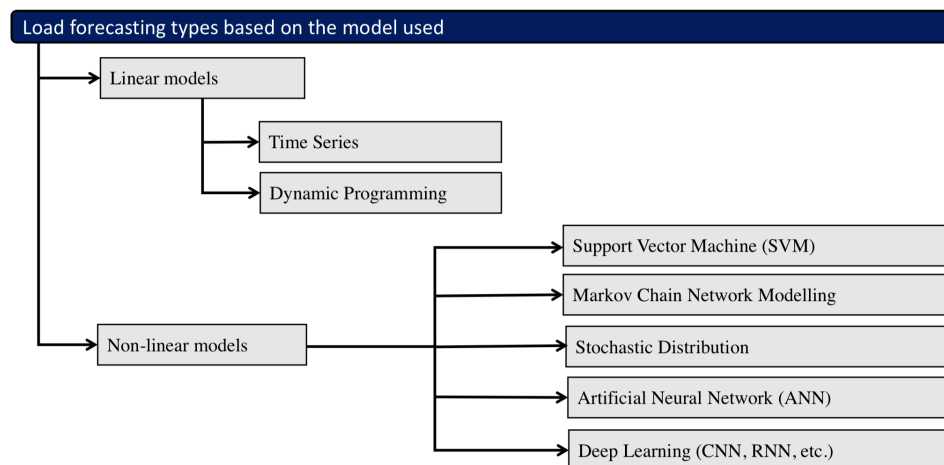 Load forecasting types based on the model used
Linear models
Time Series
Dynamic Programming
Support Vector Machine (SVM)
Markov Chain Network Modelling
Non-linear models
Stochastic Distribution
Artificial Neural Network (ANN)
Deep Learning (CNN, RNN, etc.)